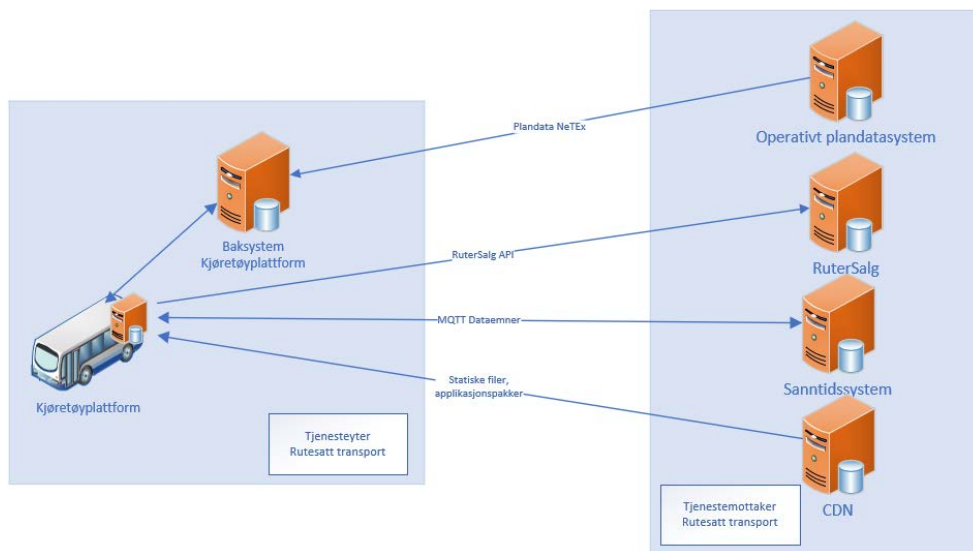 Plandata NeTEx
Operativt plandatasystem
Baksystem
Kjøretøyplattform
RuterSalg API
RuterSalg
MQTT Dataemner
Sanntidssystem
Kjøretøyplattform
Statiske filer,
applikasjonspakker
Tjenesteyter
Rutesatt transport
CDN
Tjenestemottaker
Rutesatt transport